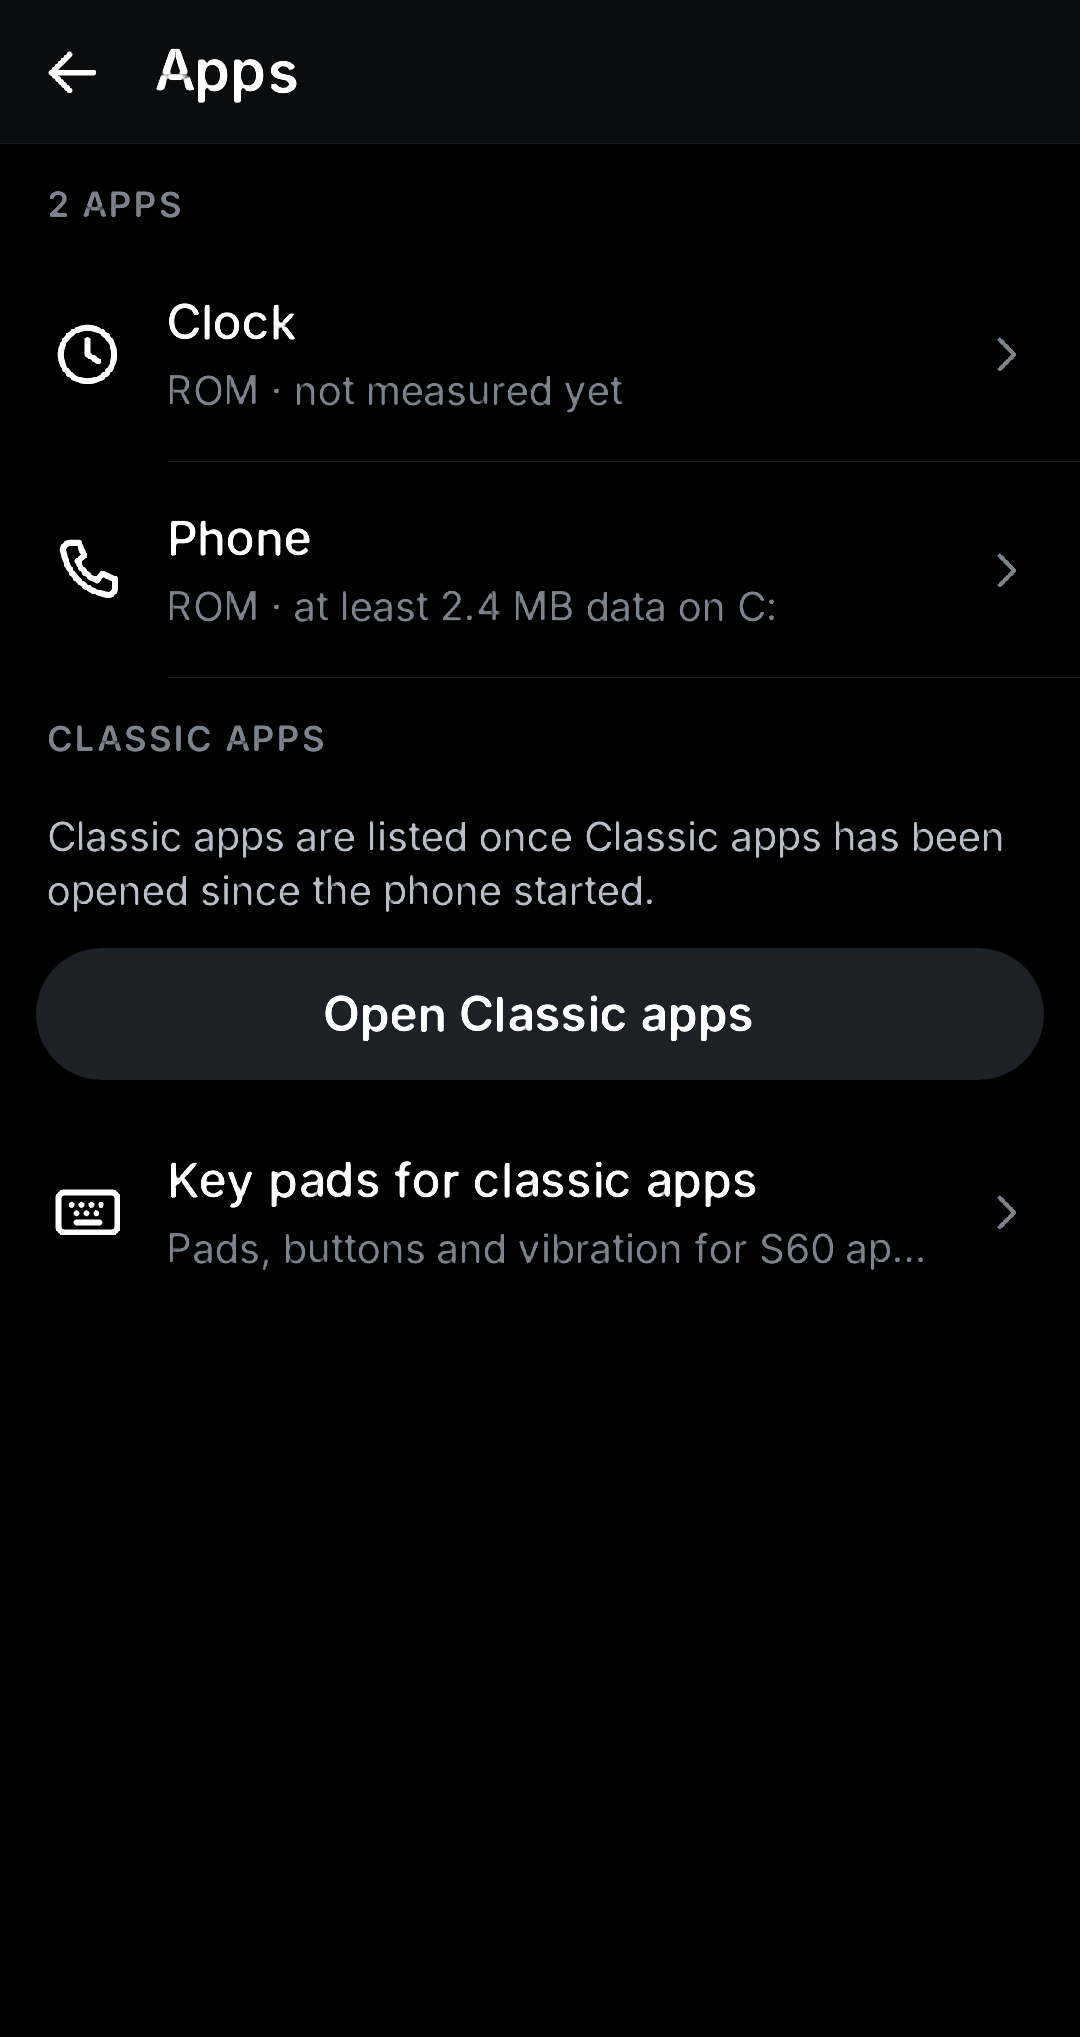 Apps
2 APPS
Clock
ROM · not measured yet
Phone
ROM · at least 2.4 MB data on C:
CLASSIC APPS
Classic apps are listed once Classic apps has been
opened since the phone started.
Open Classic apps
Key pads for classic apps
Pads, buttons and vibration for S60 ap...